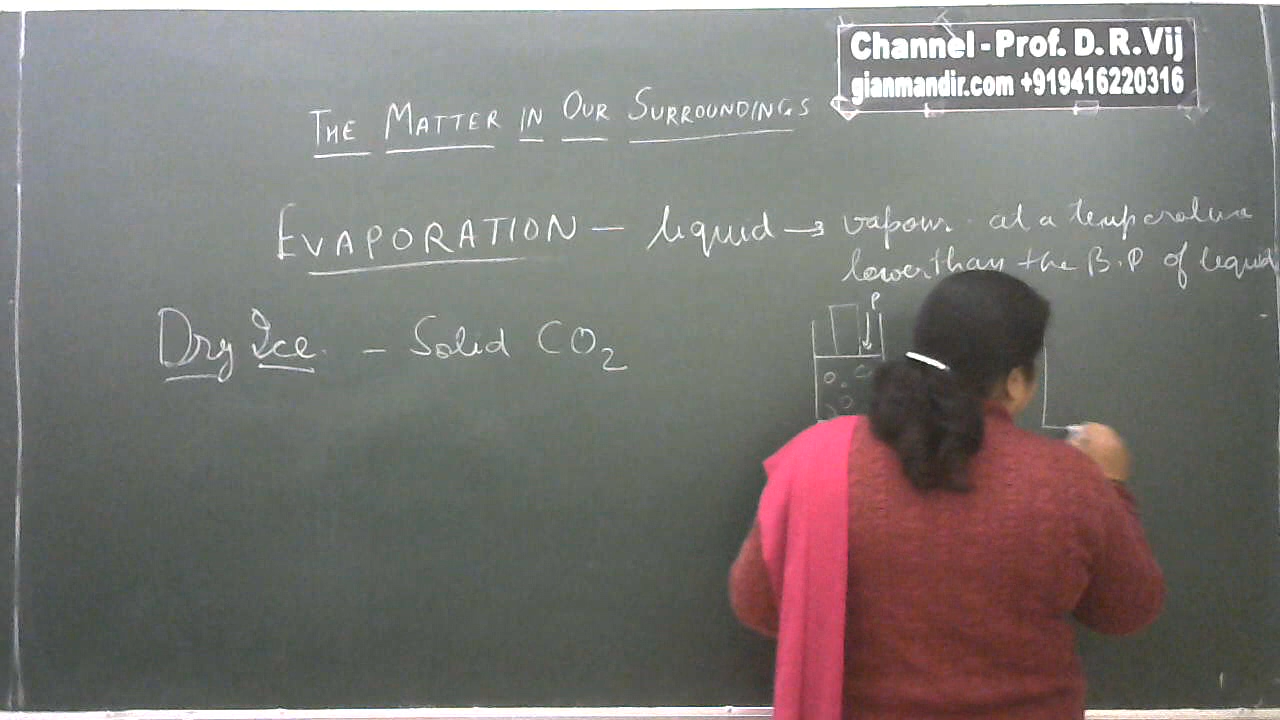 Channel - Prof. D. R. Vij
gianmandir.com +919416220316
THE MATTER IN OUR SURROUNDINGS
EVAPORATION — liquid → vapour. at a temperature
lower than the B.P of liquid
Dry Ice. — Solid CO₂
P